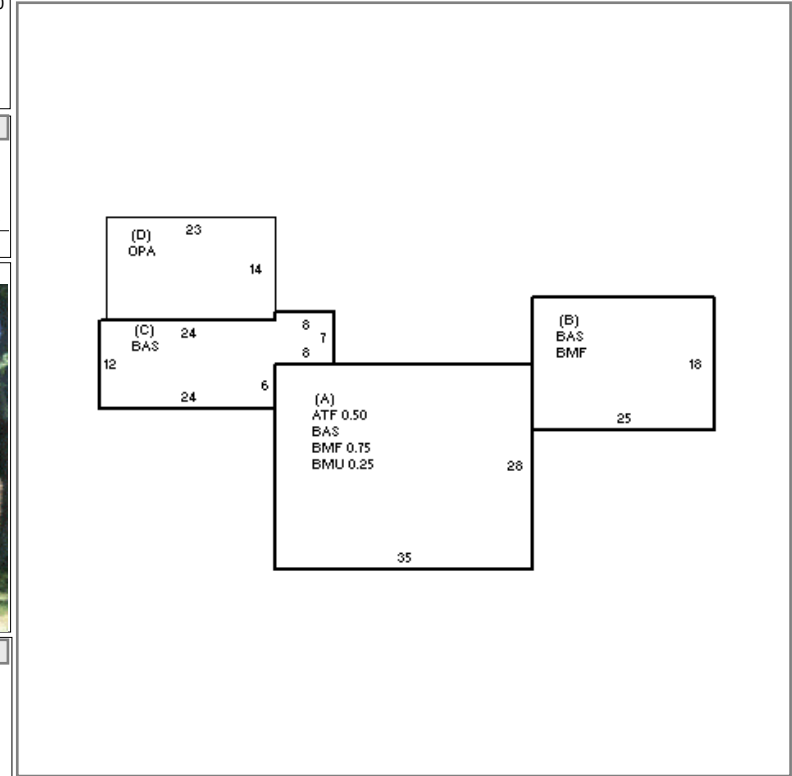 (D)
OPA
23
14
(C)
BAS
24
12
24
6
8
7
8
(B)
BAS
BMF
18
25
(A)
ATF 0.50
BAS
BMF 0.75
BMU 0.25
28
35